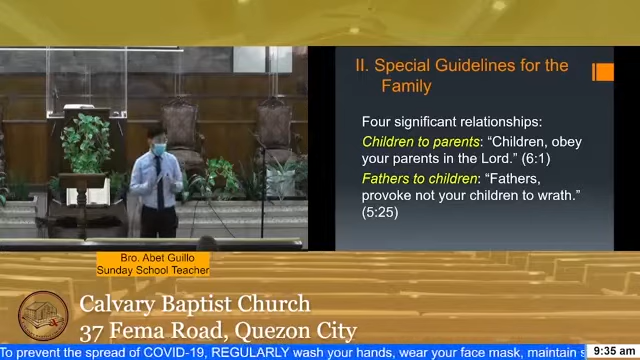 II. Special Guidelines for the
Family
Four significant relationships:
Children to parents: “Children, obey
your parents in the Lord.” (6:1)
Fathers to children: “Fathers,
provoke not your children to wrath.”
(5:25)
Bro. Abet Guillo
Sunday School Teacher
Calvary Baptist Church
37 Fema Road, Quezon City
To prevent the spread of COVID-19, REGULARLY wash your hands, wear your face mask, maintain s
9:35 am